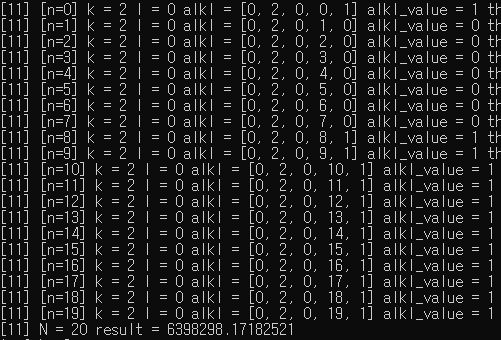 [11] [n=0] k = 2 l = 0 alkl = [0, 2, 0, 0, 1] alkl_value = 1 th
[11] [n=1] k = 2 l = 0 alkl = [0, 2, 0, 1, 0] alkl_value = 0 th
[11] [n=2] k = 2 l = 0 alkl = [0, 2, 0, 2, 0] alkl_value = 0 th
[11] [n=3] k = 2 l = 0 alkl = [0, 2, 0, 3, 0] alkl_value = 0 th
[11] [n=4] k = 2 l = 0 alkl = [0, 2, 0, 4, 0] alkl_value = 0 th
[11] [n=5] k = 2 l = 0 alkl = [0, 2, 0, 5, 0] alkl_value = 0 th
[11] [n=6] k = 2 l = 0 alkl = [0, 2, 0, 6, 0] alkl_value = 0 th
[11] [n=7] k = 2 l = 0 alkl = [0, 2, 0, 7, 0] alkl_value = 0 th
[11] [n=8] k = 2 l = 0 alkl = [0, 2, 0, 8, 1] alkl_value = 1 th
[11] [n=9] k = 2 l = 0 alkl = [0, 2, 0, 9, 1] alkl_value = 1 th
[11] [n=10] k = 2 l = 0 alkl = [0, 2, 0, 10, 1] alkl_value = 1
[11] [n=11] k = 2 l = 0 alkl = [0, 2, 0, 11, 1] alkl_value = 1
[11] [n=12] k = 2 l = 0 alkl = [0, 2, 0, 12, 1] alkl_value = 1
[11] [n=13] k = 2 l = 0 alkl = [0, 2, 0, 13, 1] alkl_value = 1
[11] [n=14] k = 2 l = 0 alkl = [0, 2, 0, 14, 1] alkl_value = 1
[11] [n=15] k = 2 l = 0 alkl = [0, 2, 0, 15, 1] alkl_value = 1
[11] [n=16] k = 2 l = 0 alkl = [0, 2, 0, 16, 1] alkl_value = 1
[11] [n=17] k = 2 l = 0 alkl = [0, 2, 0, 17, 1] alkl_value = 1
[11] [n=18] k = 2 l = 0 alkl = [0, 2, 0, 18, 1] alkl_value = 1
[11] [n=19] k = 2 l = 0 alkl = [0, 2, 0, 19, 1] alkl_value = 1
[11] N = 20 result = 6398298.17182521